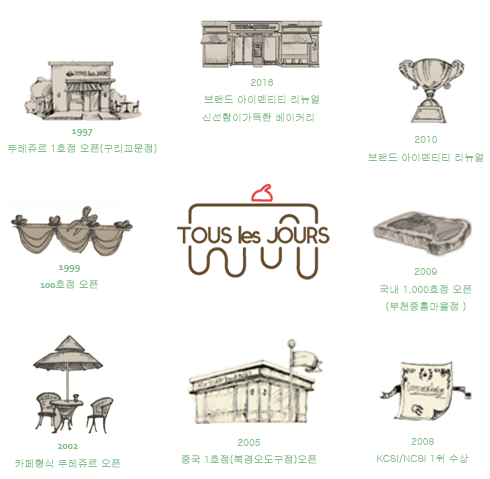 2016
브랜드 아이덴티티 리뉴얼
신선함이가득한 베이커리
1997
뚜레쥬르 1호점 오픈(구리교문점)
2010
브랜드 아이덴티티 리뉴얼
TOUS les JOURS
1999
100호점 오픈
2009
국내 1,000호점 오픈
(부천중흥마을점 )
2002
카페형식 뚜레쥬르 오픈
2005
중국 1호점(북경오도구점)오픈
2008
KCSI/NCSI 1위 수상